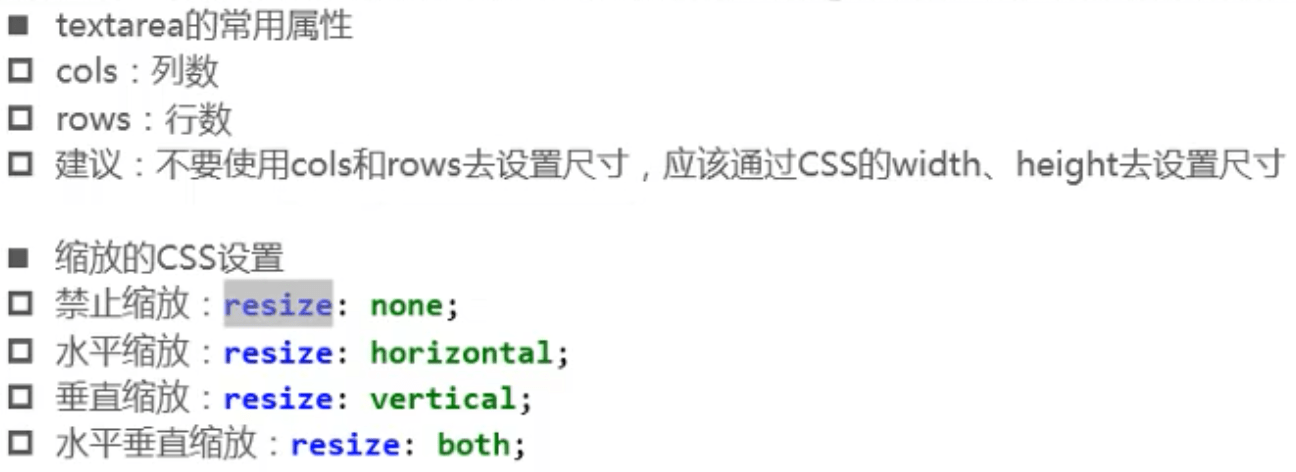 textarea的常用属性
cols：列数
rows：行数
建议：不要使用cols和rows去设置尺寸，应该通过CSS的width、height去设置尺寸
缩放的CSS设置
禁止缩放：resize: none;
水平缩放：resize: horizontal;
垂直缩放：resize: vertical;
水平垂直缩放：resize: both;